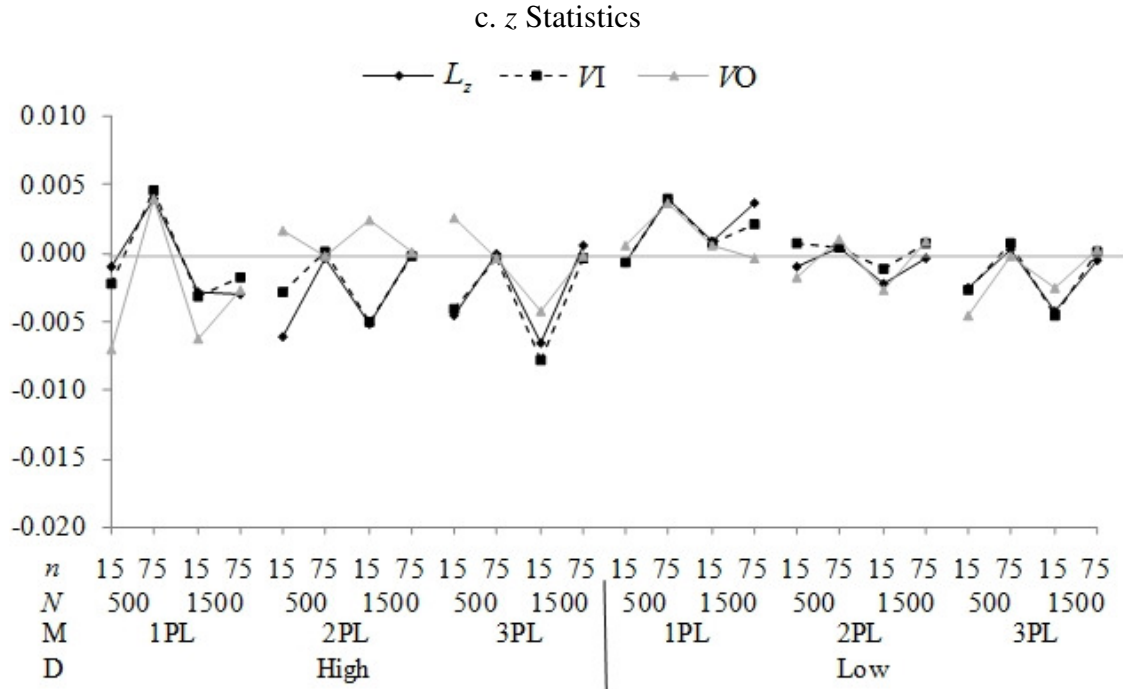 c. z Statistics
L_z VI VO
0.010
0.005
0.000
-0.005
-0.010
-0.015
-0.020
n 15 75 15 75 15 75 15 75 15 75 15 75 15 75 15 75 15 75 15 75 15 75 15 75
N 500 1500 500 1500 500 1500 500 1500 500 1500 500 1500
M 1PL 2PL 3PL 1PL 2PL 3PL
D High Low